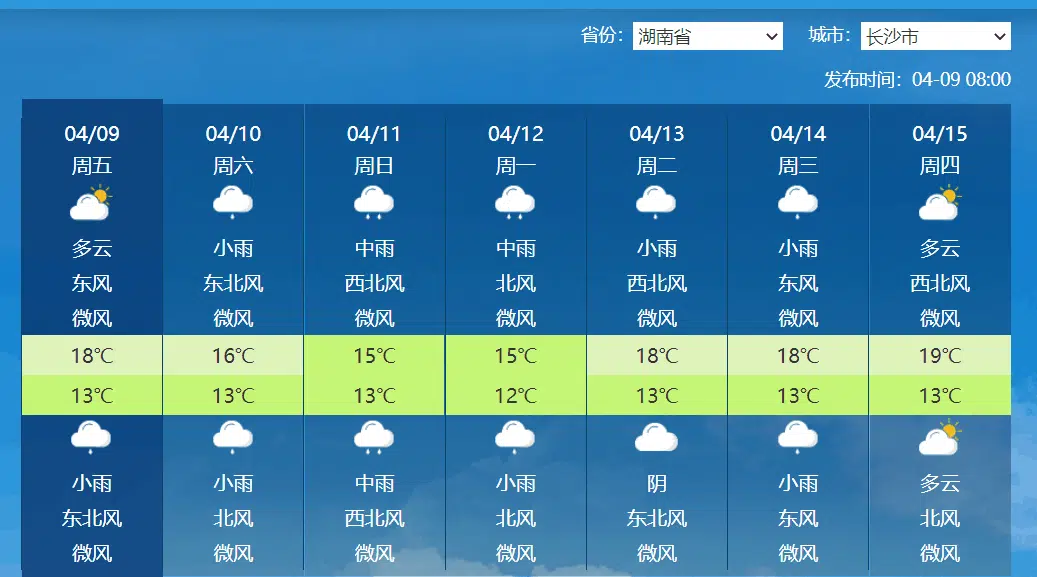 省份： 湖南省 城市： 长沙市
发布时间：04-09 08:00
04/09 04/10 04/11 04/12 04/13 04/14 04/15
周五 周六 周日 周一 周二 周三 周四
多云 小雨 中雨 中雨 小雨 小雨 多云
东风 东北风 西北风 北风 西北风 东风 西北风
微风 微风 微风 微风 微风 微风 微风
18℃ 16℃ 15℃ 15℃ 18℃ 18℃ 19℃
13℃ 13℃ 13℃ 12℃ 13℃ 13℃ 13℃
小雨 小雨 中雨 小雨 阴 小雨 多云
东北风 北风 西北风 北风 东北风 东风 北风
微风 微风 微风 微风 微风 微风 微风